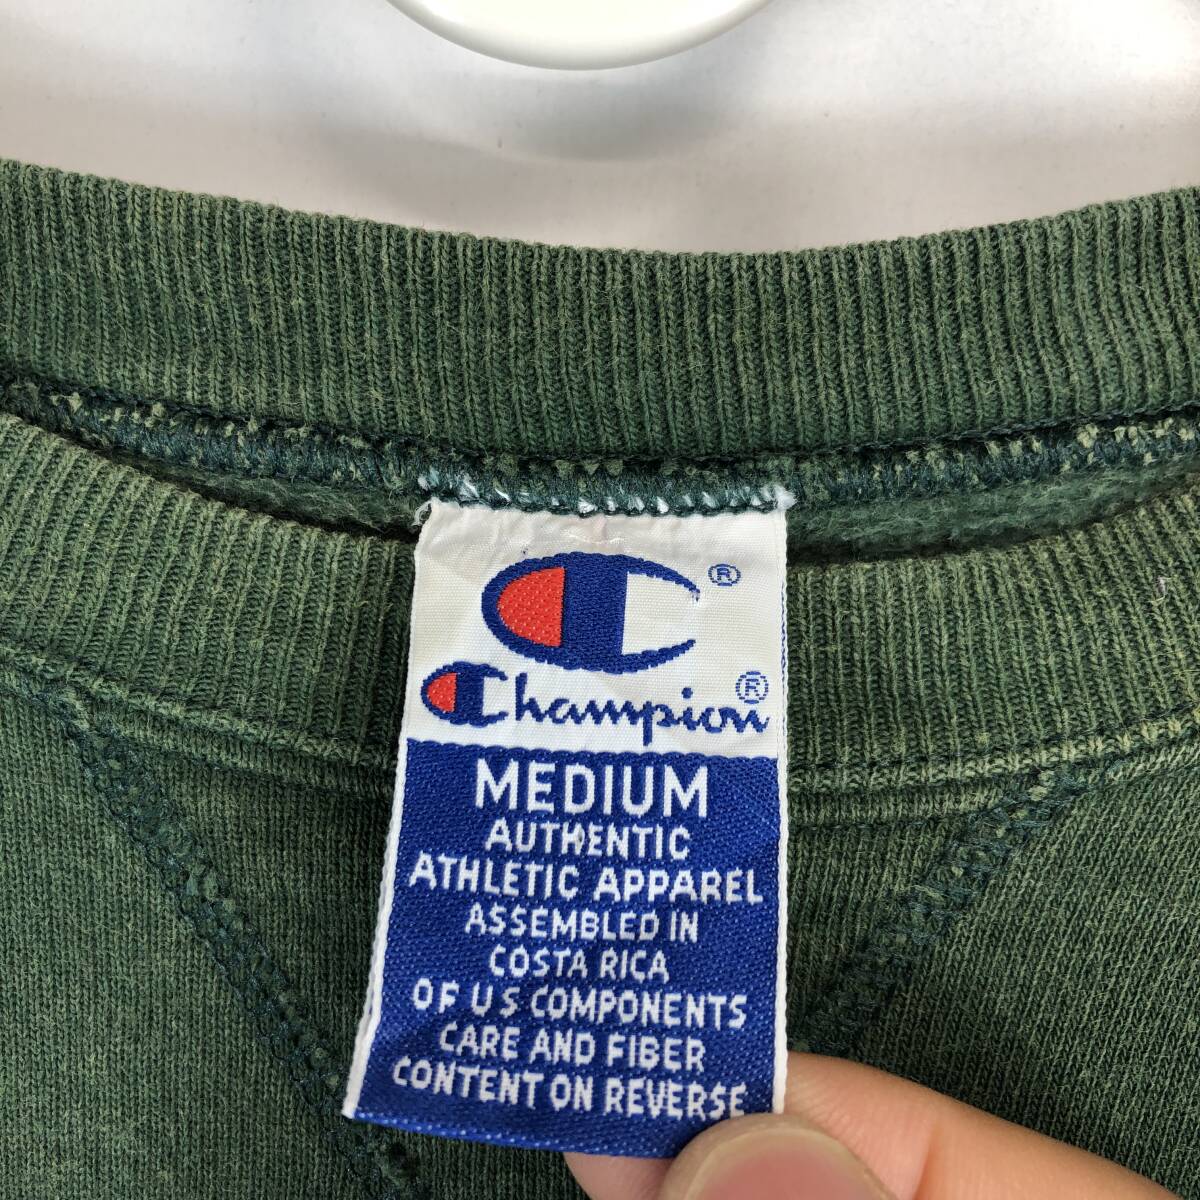 ®
Champion®
MEDIUM
AUTHENTIC
ATHLETIC APPAREL
ASSEMBLED IN
COSTA RICA
OF U S COMPONENTS
CARE AND FIBER
CONTENT ON REVERSE